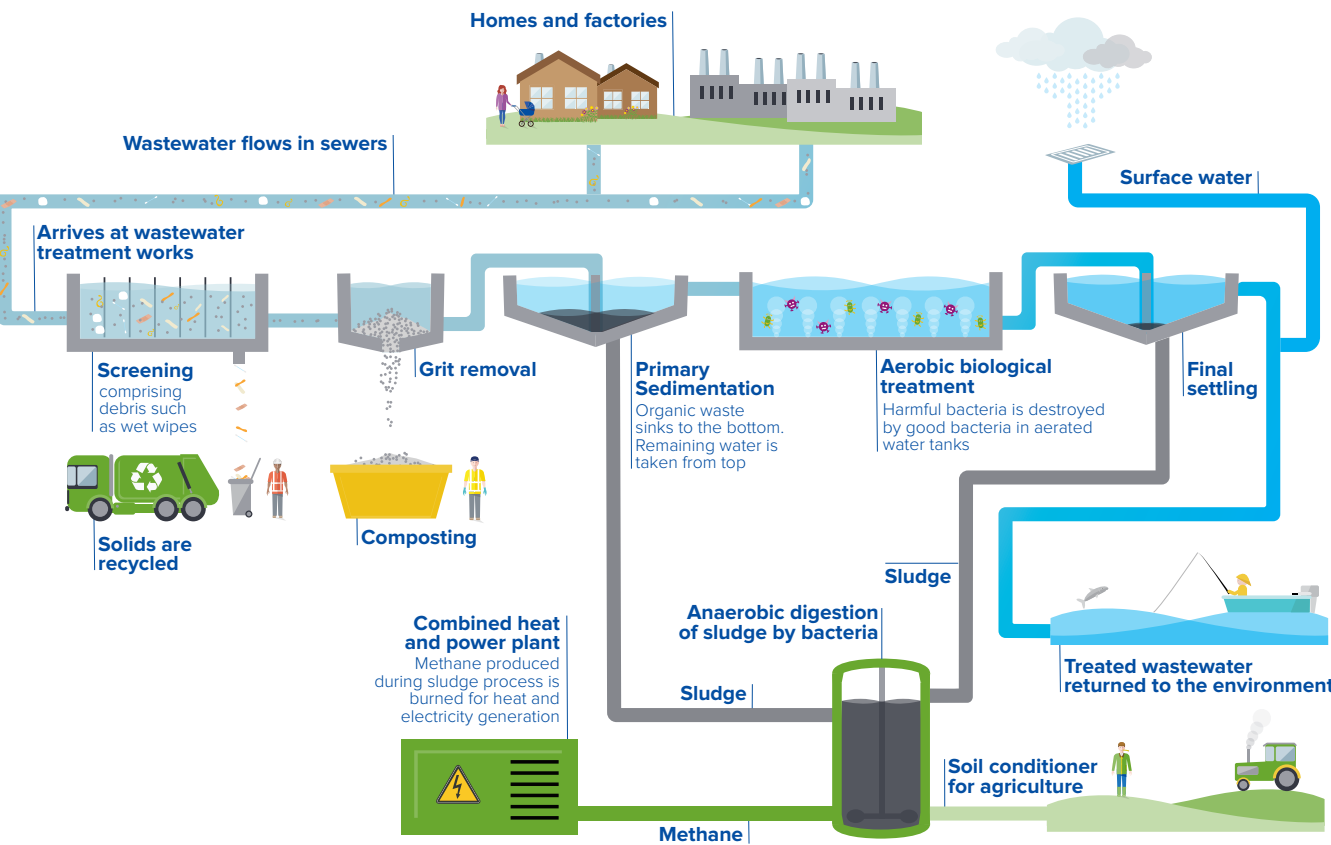 Homes and factories
Wastewater flows in sewers
Surface water
Arrives at wastewater
treatment works
Screening
comprising
debris such
as wet wipes
Grit removal
Primary
Sedimentation
Organic waste
sinks to the bottom.
Remaining water is
taken from top
Aerobic biological
treatment
Harmful bacteria is destroyed
by good bacteria in aerated
water tanks
Final
settling
Solids are
recycled
Composting
Sludge
Anaerobic digestion
of sludge by bacteria
Combined heat
and power plant
Methane produced
during sludge process is
burned for heat and
electricity generation
Sludge
Treated wastewater
returned to the environment
Soil conditioner
for agriculture
Methane